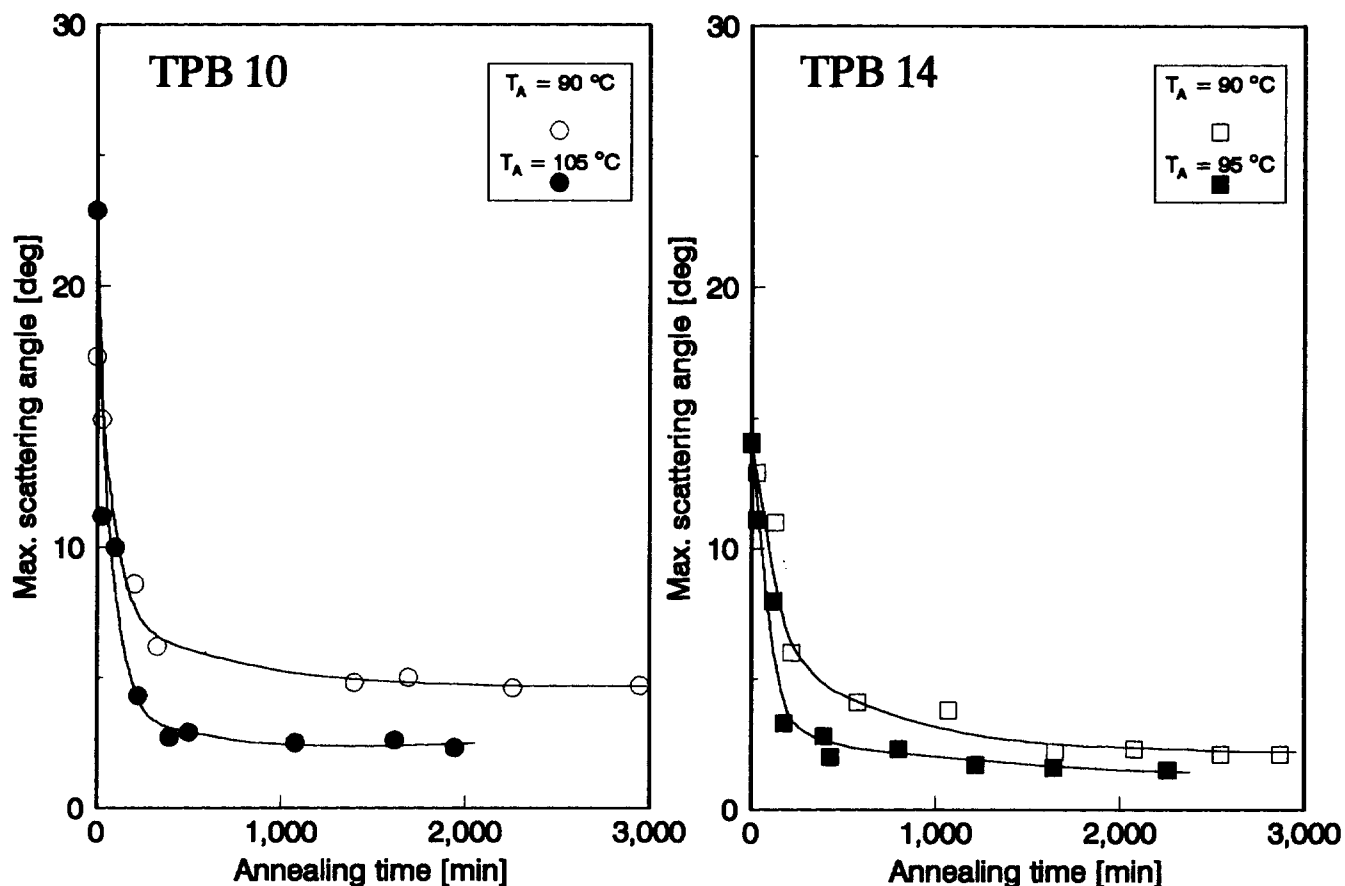 TPB 10
T_A = 90 °C
T_A = 105 °C
30
20
10
0
Max. scattering angle [deg]
0 1,000 2,000 3,000
Annealing time [min]
TPB 14
T_A = 90 °C
T_A = 95 °C
30
20
10
0
Max. scattering angle [deg]
0 1,000 2,000 3,000
Annealing time [min]